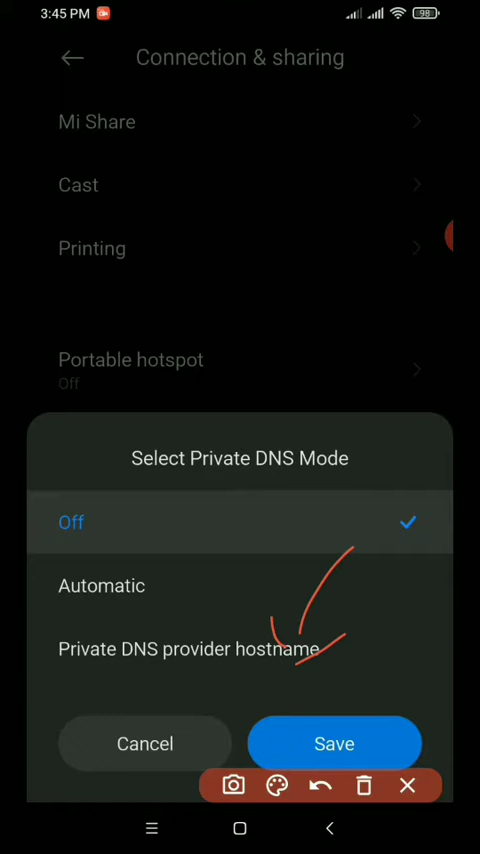 3:45 PM
98
Connection & sharing
Mi Share
Cast
Printing
Portable hotspot
Off
Select Private DNS Mode
Off
Automatic
Private DNS provider hostname
Cancel
Save